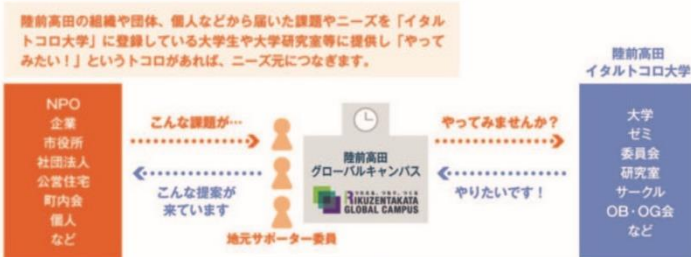 陸前高田の組織や団体、個人などから届いた課題やニーズを「イタル
トコロ大学」に登録している大学生や大学研究室等に提供し「やって
みたい！」というトコロがあれば、ニーズ元につなぎます。
陸前高田
イタルトコロ大学
NPO
企業
市役所
社団法人
公営住宅
町内会
個人
など
こんな課題が…
こんな提案が
来ています
地元サポーター委員
陸前高田
グローバルキャンパス
RIKUZENTAKATA
GLOBAL CAMPUS
やってみませんか？
やりたいです！
大学
ゼミ
委員会
研究室
サークル
OB・OG会
など